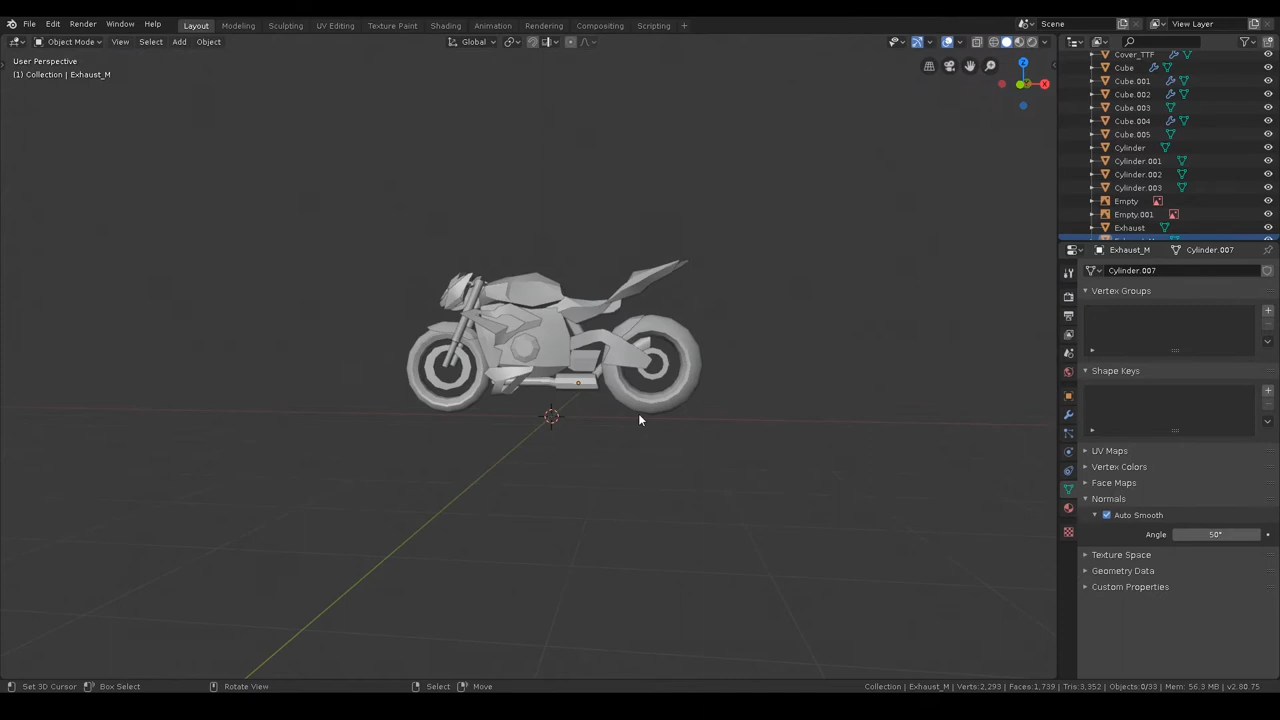 File Edit Render Window Help Layout Modeling Sculpting UV Editing Texture Paint Shading Animation Rendering Compositing Scripting + Scene View Layer
Object Mode View Select Add Object Global
User Perspective
(1) Collection | Exhaust_M
Z
X
Cover_TTF
Cube
Cube.001
Cube.002
Cube.003
Cube.004
Cube.005
Cylinder
Cylinder.001
Cylinder.002
Cylinder.003
Empty
Empty.001
Exhaust
Exhaust_M Cylinder.007
Cylinder.007
Vertex Groups
Shape Keys
UV Maps
Vertex Colors
Face Maps
Normals
Auto Smooth
Angle 50°
Texture Space
Geometry Data
Custom Properties
Set 3D Cursor Box Select Rotate View Select Move Collection | Exhaust_M | Verts:2,293 | Faces:1,739 | Tris:3,352 | Objects:0/33 | Mem: 56.3 MB | v2.80.75